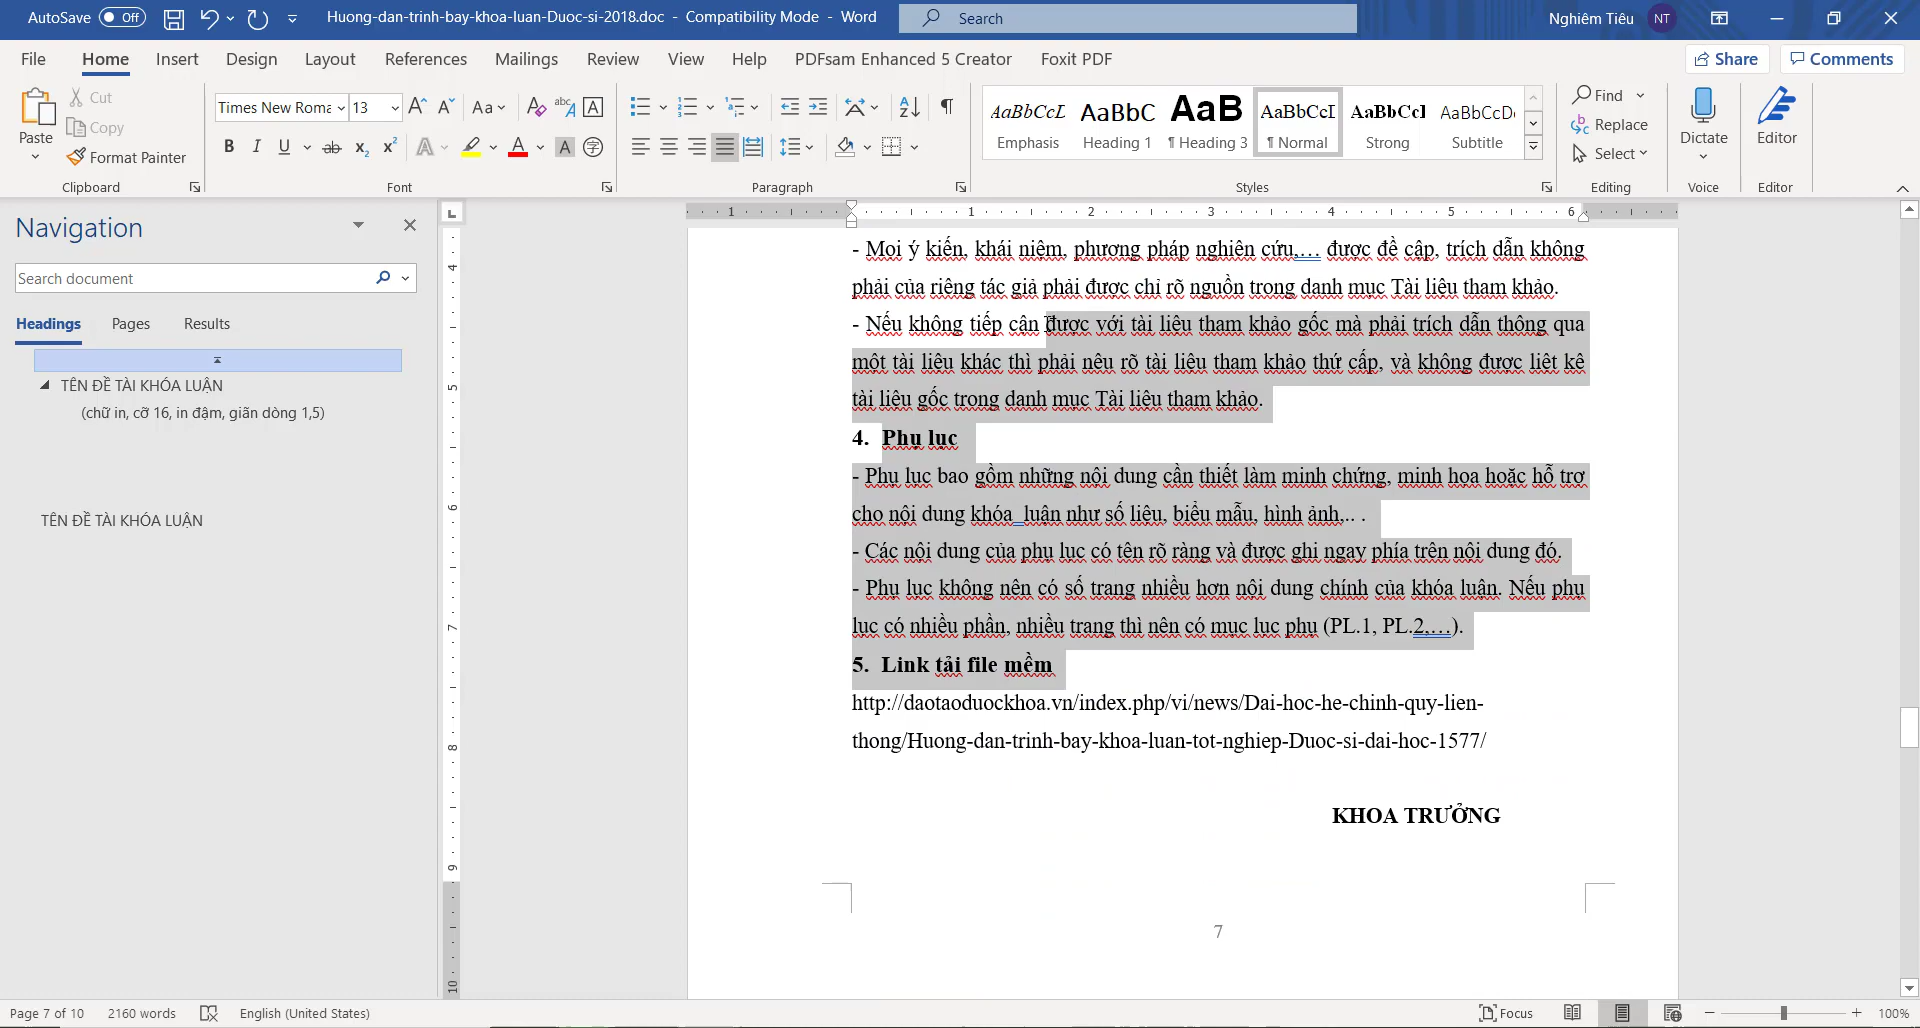 AutoSave Off
Huong-dan-trinh-bay-khoa-luan-Duoc-si-2018.doc - Compatibility Mode - Word
Search
Nghiêm Tiêu NT
File Home Insert Design Layout References Mailings Review View Help PDFsam Enhanced 5 Creator Foxit PDF
Share Comments
Paste
Cut
Copy
Format Painter
Clipboard
Times New Roma 13
Font
Paragraph
AaBbCcL AaBbC AaB AaBbCcI AaBbCcI AaBbCcD
Emphasis Heading 1 ¶ Heading 3 ¶ Normal Strong Subtitle
Styles
Find
Replace
Select
Editing
Dictate
Voice
Editor
Editor
Navigation
Search document
Headings Pages Results
TÊN ĐỀ TÀI KHÓA LUẬN
(chữ in, cỡ 16, in đậm, giãn dòng 1,5)
TÊN ĐỀ TÀI KHÓA LUẬN
1 1 2 3 4 5 6
4
5
6
7
8
9
10
- Mọi ý kiến, khái niệm, phương pháp nghiên cứu,… được đề cập, trích dẫn không
phải của riêng tác giả phải được chỉ rõ nguồn trong danh mục Tài liệu tham khảo.
- Nếu không tiếp cận được với tài liệu tham khảo gốc mà phải trích dẫn thông qua
một tài liệu khác thì phải nêu rõ tài liệu tham khảo thứ cấp, và không được liệt kê
tài liệu gốc trong danh mục Tài liệu tham khảo.
4. Phụ lục
- Phụ lục bao gồm những nội dung cần thiết làm minh chứng, minh họa hoặc hỗ trợ
cho nội dung khóa luận như số liệu, biểu mẫu, hình ảnh,.. .
- Các nội dung của phụ lục có tên rõ ràng và được ghi ngay phía trên nội dung đó.
- Phụ lục không nên có số trang nhiều hơn nội dung chính của khóa luận. Nếu phụ
lục có nhiều phần, nhiều trang thì nên có mục lục phụ (PL.1, PL.2,…).
5. Link tải file mềm
http://daotaoduockhoa.vn/index.php/vi/news/Dai-hoc-he-chinh-quy-lien-
thong/Huong-dan-trinh-bay-khoa-luan-tot-nghiep-Duoc-si-dai-hoc-1577/
KHOA TRƯỞNG
7
Page 7 of 10 2160 words English (United States)
Focus
100%